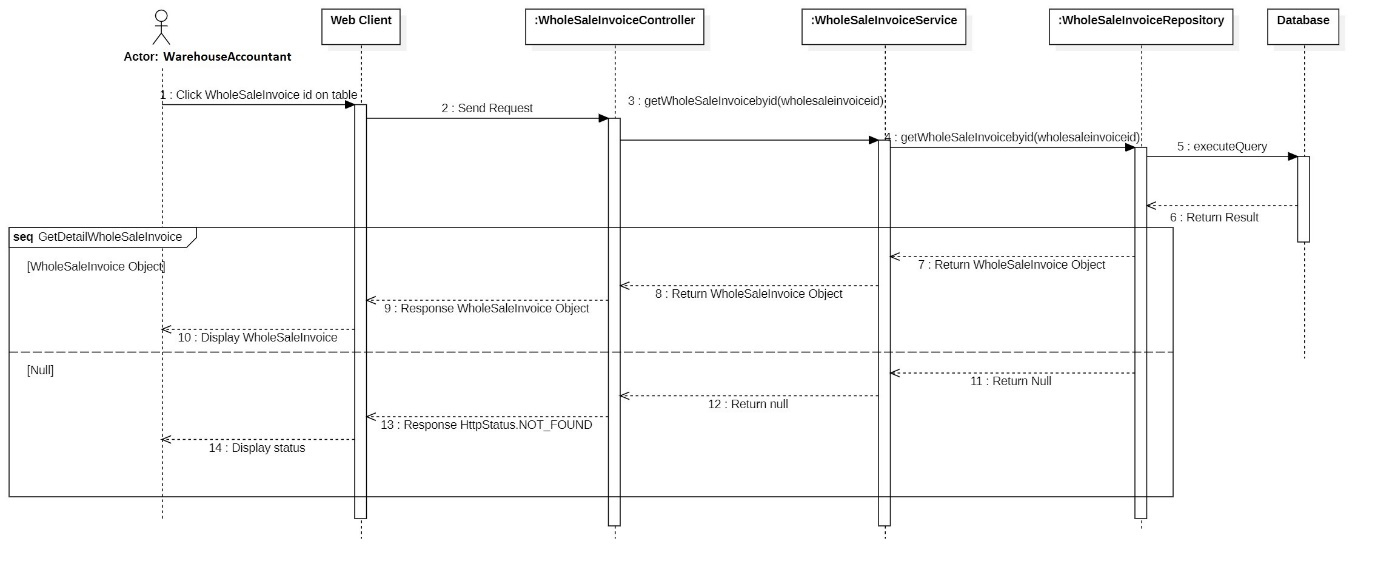 Web Client
:WholeSaleInvoiceController
:WholeSaleInvoiceService
:WholeSaleInvoiceRepository
Database
Actor: WarehouseAccountant
1 : Click WholeSaleInvoice id on table
2 : Send Request
3 : getWholeSaleInvoicebyid(wholesaleinvoiceid)
4 : getWholeSaleInvoicebyid(wholesaleinvoiceid)
5 : executeQuery
6 : Return Result
seq GetDetailWholeSaleInvoice
[WholeSaleInvoice Object]
7 : Return WholeSaleInvoice Object
8 : Return WholeSaleInvoice Object
9 : Response WholeSaleInvoice Object
10 : Display WholeSaleInvoice
[Null]
11 : Return Null
12 : Return null
13 : Response HttpStatus.NOT_FOUND
14 : Display status